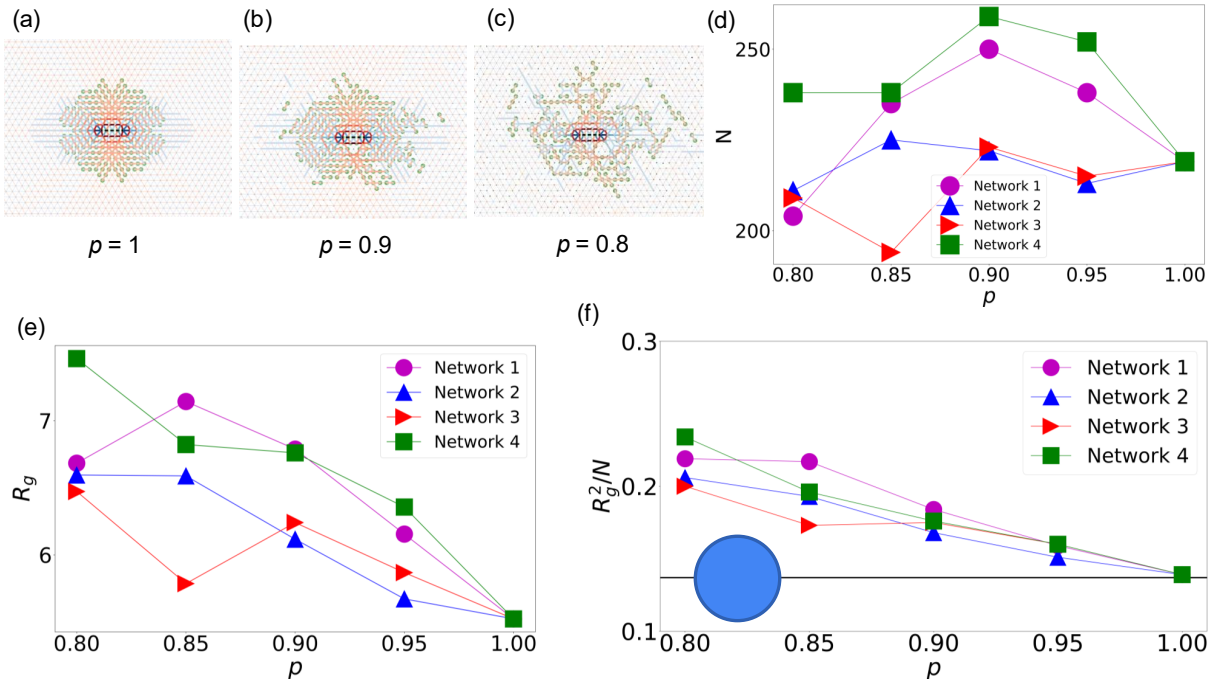 (a)
(b)
(c)
p = 1
p = 0.9
p = 0.8
(d)
N
250
200
0.80
0.85
0.90
0.95
1.00
p
Network 1
Network 2
Network 3
Network 4
(e)
R_g
7
6
0.80
0.85
0.90
0.95
1.00
p
Network 1
Network 2
Network 3
Network 4
(f)
R_g^2/N
0.3
0.2
0.1
0.80
0.85
0.90
0.95
1.00
p
Network 1
Network 2
Network 3
Network 4